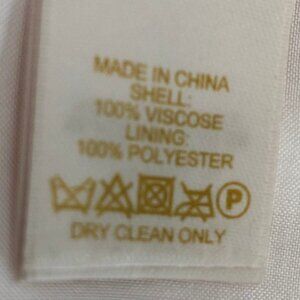 MADE IN CHINA
SHELL:
100% VISCOSE
LINING:
100% POLYESTER
P
DRY CLEAN ONLY